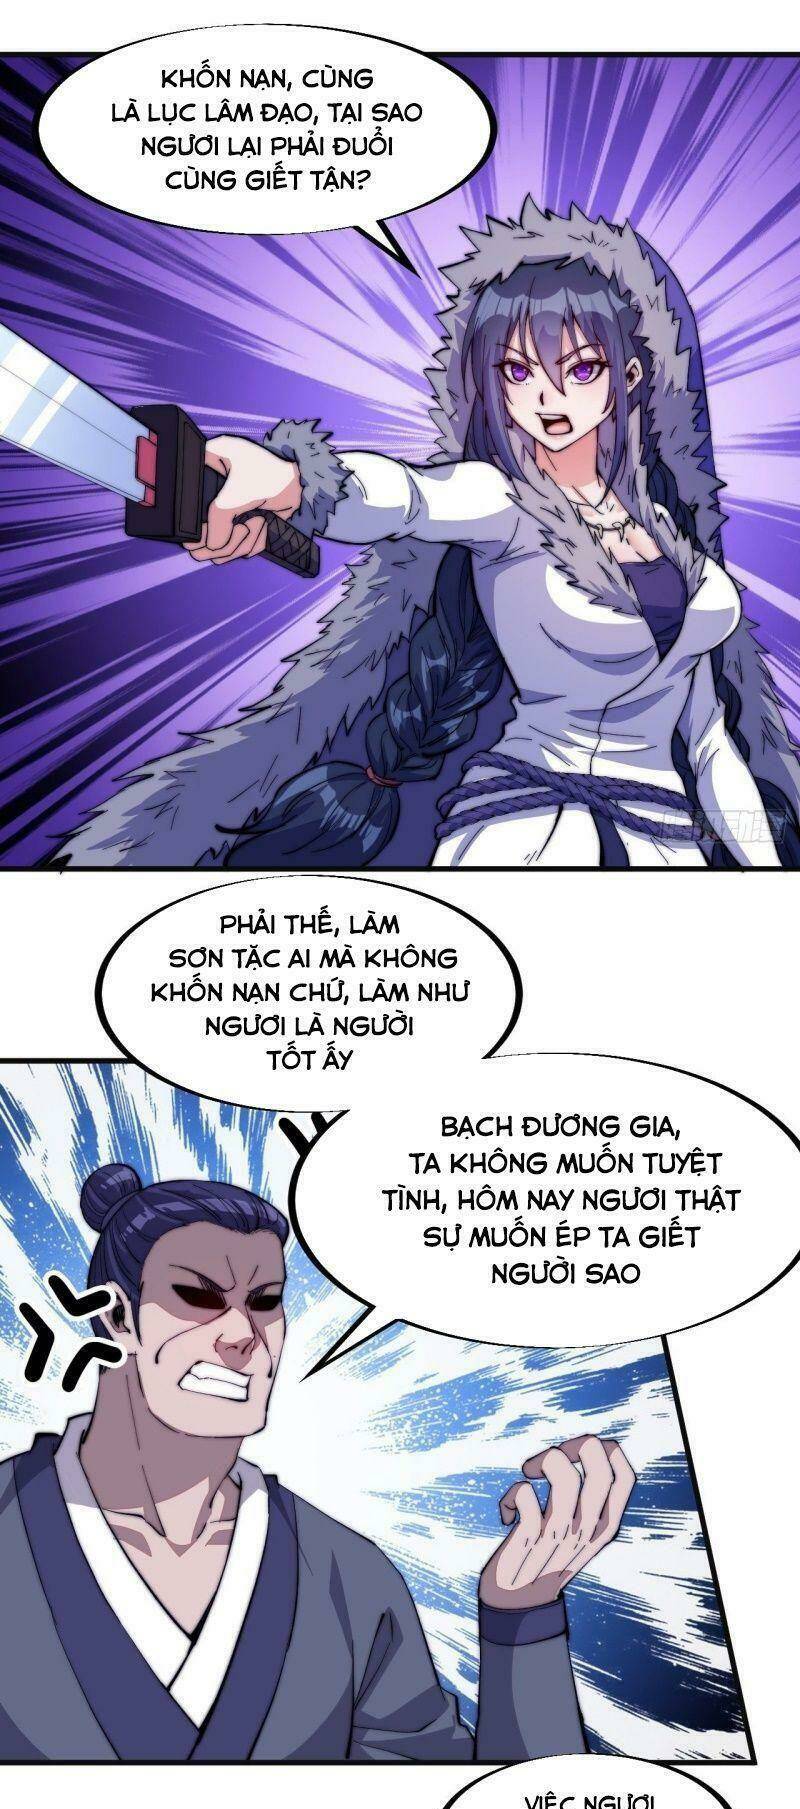 KHỐN NẠN, CÙNG
LÀ LỤC LÂM ĐẠO, TẠI SAO
NGƯƠI LẠI PHẢI ĐUỔI
CÙNG GIẾT TẬN?
PHẢI THẾ, LÀM
SƠN TẶC AI MÀ KHÔNG
KHỐN NẠN CHỨ, LÀM NHƯ
NGƯƠI LÀ NGƯỜI
TỐT ẤY
BẠCH ĐƯƠNG GIA,
TA KHÔNG MUỐN TUYỆT
TÌNH, HÔM NAY NGƯƠI THẬT
SỰ MUỐN ÉP TA GIẾT
NGƯỜI SAO
VIỆC NGƯƠI